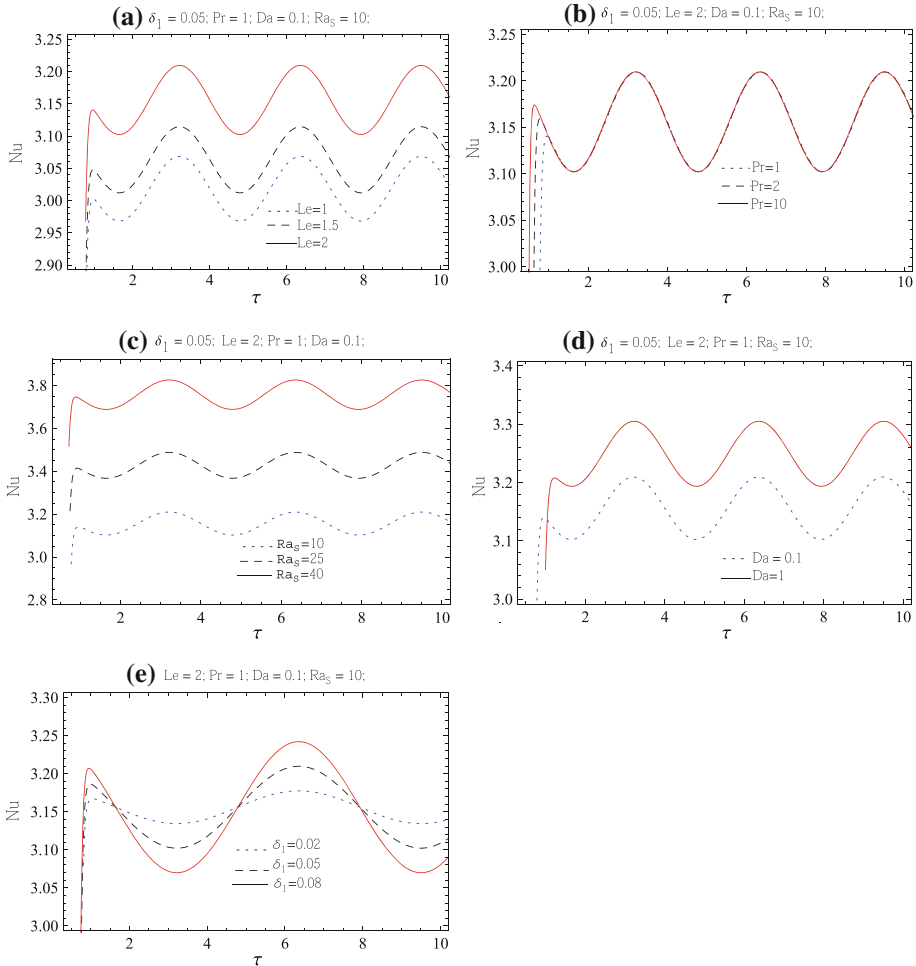 (a) δ1 = 0.05; Pr = 1; Da = 0.1; RaS = 10;
3.25
3.20
3.15
3.10
3.05
3.00
2.95
2.90
Nu
Le=1
Le=1.5
Le=2
2 4 6 8 10
τ
(b) δ1 = 0.05; Le = 2; Da = 0.1; RaS = 10;
3.25
3.20
3.15
3.10
3.05
3.00
Nu
Pr=1
Pr=2
Pr=10
2 4 6 8 10
τ
(c) δ1 = 0.05; Le = 2; Pr = 1; Da = 0.1;
3.8
3.6
3.4
3.2
3.0
2.8
Nu
RaS=10
RaS=25
RaS=40
2 4 6 8 10
τ
(d) δ1 = 0.05; Le = 2; Pr = 1; RaS = 10;
3.4
3.3
3.2
3.1
3.0
Nu
Da = 0.1
Da=1
2 4 6 8 10
τ
(e) Le = 2; Pr = 1; Da = 0.1; RaS = 10;
3.30
3.25
3.20
3.15
3.10
3.05
3.00
Nu
δ1=0.02
δ1=0.05
δ1=0.08
2 4 6 8 10
τ